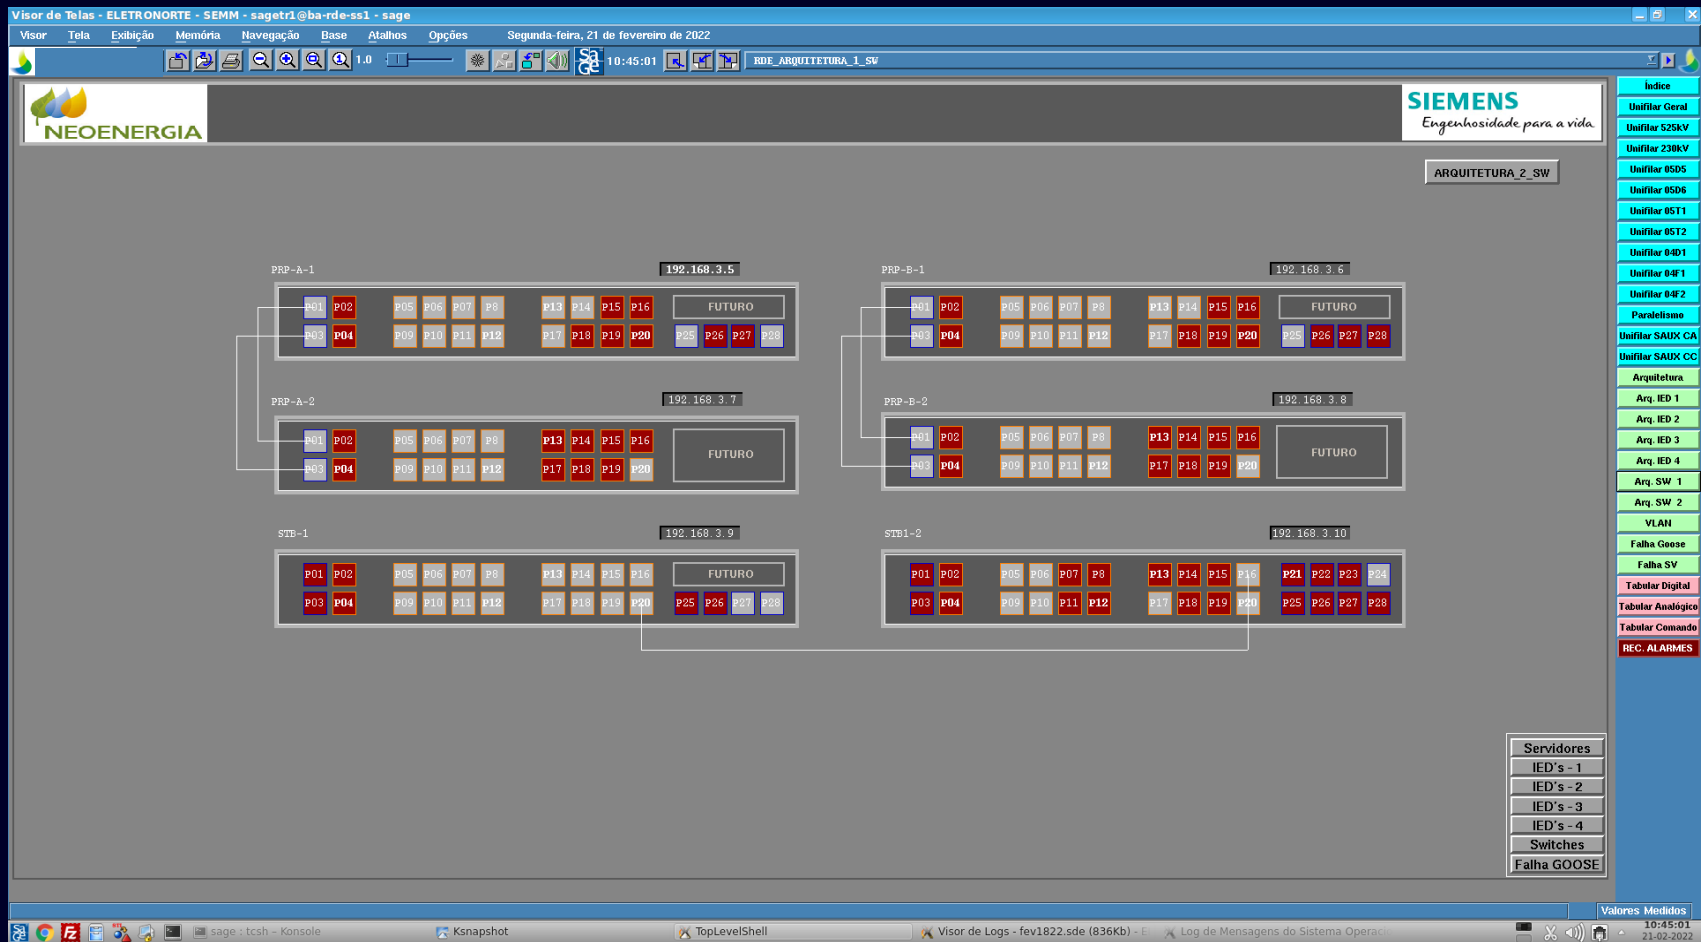 Visor de Telas - ELETRONORTE - SEMM - sagetr1@ba-rde-ss1 - sage
Visor Tela Exibição Memória Navegação Base Atalhos Opções Segunda-feira, 21 de fevereiro de 2022
1.0 SaGe 10:45:01 RDE_ARQUITETURA_1_SW
NEOENERGIA
SIEMENS
Engenhosidade para a vida
ARQUITETURA_2_SW
PRP-A-1 192.168.3.5
P01 P02 P05 P06 P07 P8 P13 P14 P15 P16 FUTURO
P03 P04 P09 P10 P11 P12 P17 P18 P19 P20 P25 P26 P27 P28
PRP-B-1 192.168.3.6
P01 P02 P05 P06 P07 P8 P13 P14 P15 P16 FUTURO
P03 P04 P09 P10 P11 P12 P17 P18 P19 P20 P25 P26 P27 P28
PRP-A-2 192.168.3.7
P01 P02 P05 P06 P07 P8 P13 P14 P15 P16
FUTURO
P03 P04 P09 P10 P11 P12 P17 P18 P19 P20
PRP-B-2 192.168.3.8
P01 P02 P05 P06 P07 P8 P13 P14 P15 P16
FUTURO
P03 P04 P09 P10 P11 P12 P17 P18 P19 P20
STB-1 192.168.3.9
P01 P02 P05 P06 P07 P8 P13 P14 P15 P16 FUTURO
P03 P04 P09 P10 P11 P12 P17 P18 P19 P20 P25 P26 P27 P28
STB1-2 192.168.3.10
P01 P02 P05 P06 P07 P8 P13 P14 P15 P16 P21 P22 P23 P24
P03 P04 P09 P10 P11 P12 P17 P18 P19 P20 P25 P26 P27 P28
Índice
Unifilar Geral
Unifilar 525kV
Unifilar 230kV
Unifilar 05D5
Unifilar 05D6
Unifilar 05T1
Unifilar 05T2
Unifilar 04D1
Unifilar 04F1
Unifilar 04F2
Paralelismo
Unifilar SAUX CA
Unifilar SAUX CC
Arquitetura
Arq. IED 1
Arq. IED 2
Arq. IED 3
Arq. IED 4
Arq. SW 1
Arq. SW 2
VLAN
Falha Goose
Falha SV
Tabular Digital
Tabular Analógico
Tabular Comando
REC. ALARMES
Servidores
IED's - 1
IED's - 2
IED's - 3
IED's - 4
Switches
Falha GOOSE
Valores Medidos
sage : tcsh – Konsole
Ksnapshot
TopLevelShell
Visor de Logs - fev1822.sde (836Kb) - E
Log de Mensagens do Sistema Operaci
10:45:01
21-02-2022